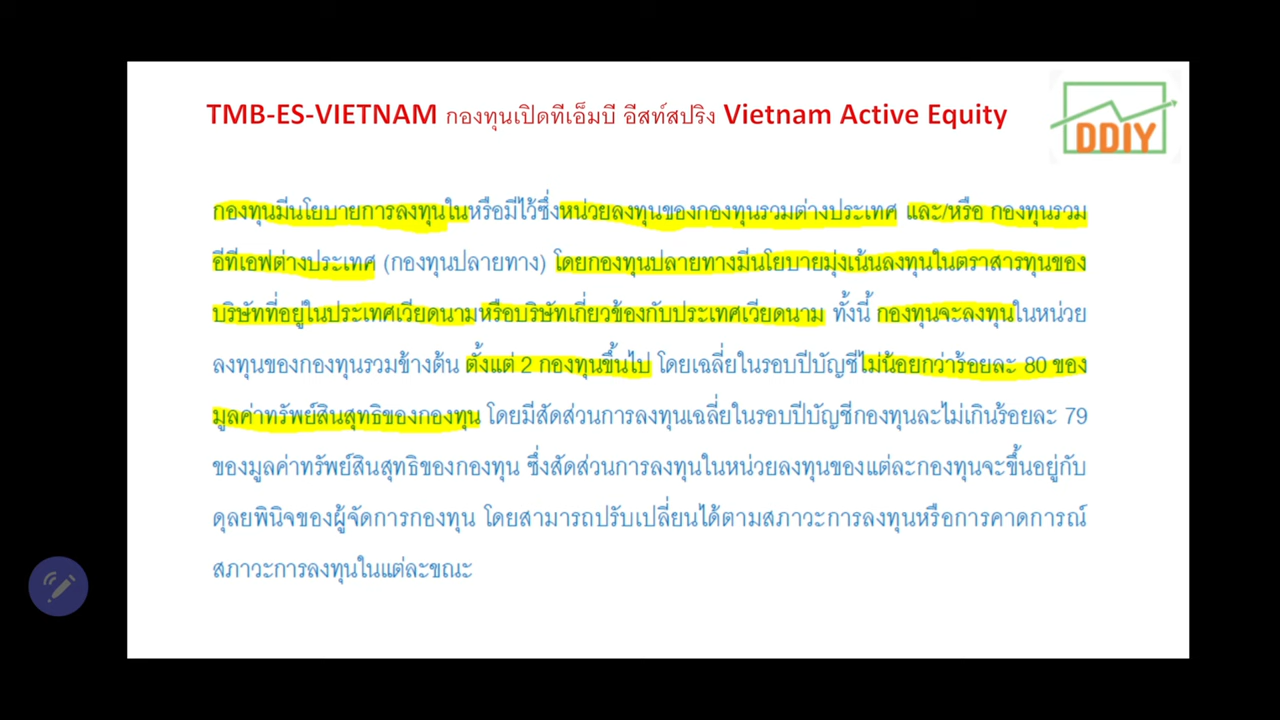 TMB-ES-VIETNAM กองทุนเปิดทีเอ็มบี อีสท์สปริง Vietnam Active Equity
DDIY
กองทุนมีนโยบายการลงทุนในหรือมีไว้ซึ่งหน่วยลงทุนของกองทุนรวมต่างประเทศ และ/หรือ กองทุนรวม
อีทีเอฟต่างประเทศ (กองทุนปลายทาง) โดยกองทุนปลายทางมีนโยบายมุ่งเน้นลงทุนในตราสารทุนของ
บริษัทที่อยู่ในประเทศเวียดนามหรือบริษัทเกี่ยวข้องกับประเทศเวียดนาม ทั้งนี้ กองทุนจะลงทุนในหน่วย
ลงทุนของกองทุนรวมข้างต้น ตั้งแต่ 2 กองทุนขึ้นไป โดยเฉลี่ยในรอบปีบัญชีไม่น้อยกว่าร้อยละ 80 ของ
มูลค่าทรัพย์สินสุทธิของกองทุน โดยมีสัดส่วนการลงทุนเฉลี่ยในรอบปีบัญชีกองทุนละไม่เกินร้อยละ 79
ของมูลค่าทรัพย์สินสุทธิของกองทุน ซึ่งสัดส่วนการลงทุนในหน่วยลงทุนของแต่ละกองทุนจะขึ้นอยู่กับ
ดุลยพินิจของผู้จัดการกองทุน โดยสามารถปรับเปลี่ยนได้ตามสภาวะการลงทุนหรือการคาดการณ์
สภาวะการลงทุนในแต่ละขณะ